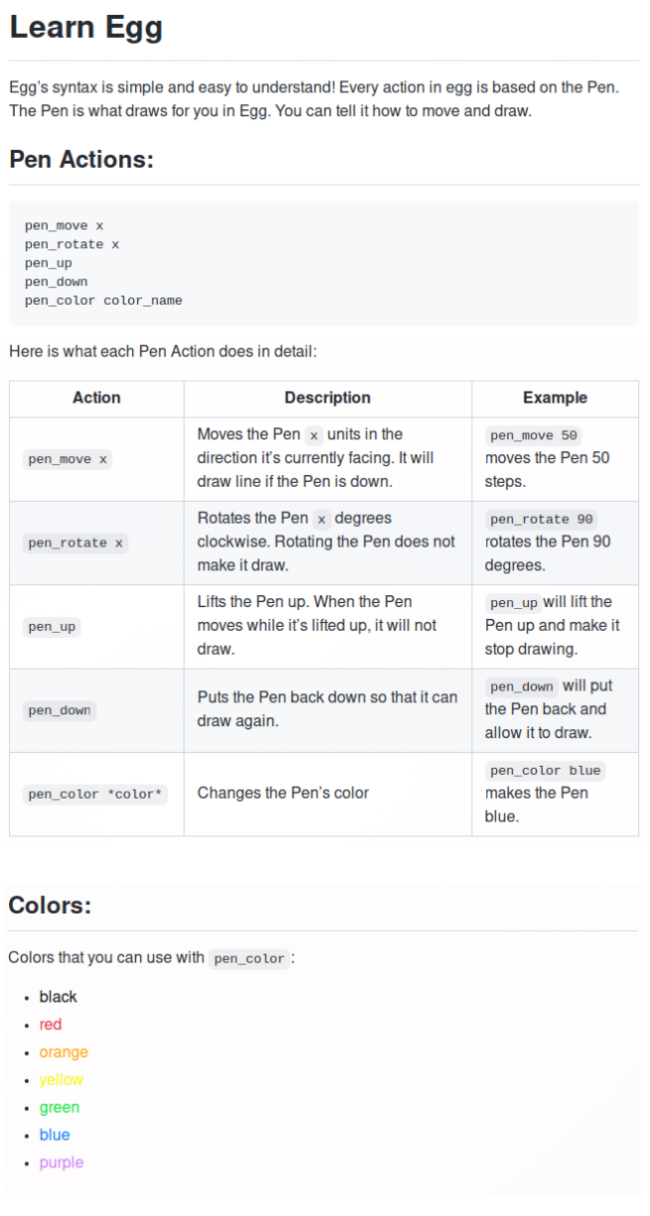 Learn Egg
Egg's syntax is simple and easy to understand! Every action in egg is based on the Pen.
The Pen is what draws for you in Egg. You can tell it how to move and draw.
Pen Actions:
pen_move x
pen_rotate x
pen_up
pen_down
pen_color color_name
Here is what each Pen Action does in detail:
Action Description Example
pen_move x
Moves the Pen x units in the
direction it's currently facing. It will
draw line if the Pen is down.
pen_move 50
moves the Pen 50
steps.
pen_rotate x
Rotates the Pen x degrees
clockwise. Rotating the Pen does not
make it draw.
pen_rotate 90
rotates the Pen 90
degrees.
pen_up
Lifts the Pen up. When the Pen
moves while it's lifted up, it will not
draw.
pen_up will lift the
Pen up and make it
stop drawing.
pen_down
Puts the Pen back down so that it can
draw again.
pen_down will put
the Pen back and
allow it to draw.
pen_color *color*
Changes the Pen's color
pen_color blue
makes the Pen
blue.
Colors:
Colors that you can use with pen_color :
• black
• red
• orange
• yellow
• green
• blue
• purple